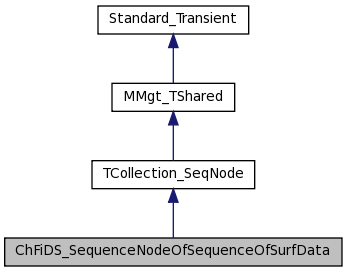 Standard_Transient
MMgt_TShared
TCollection_SeqNode
ChFiDS_SequenceNodeOfSequenceOfSurfData